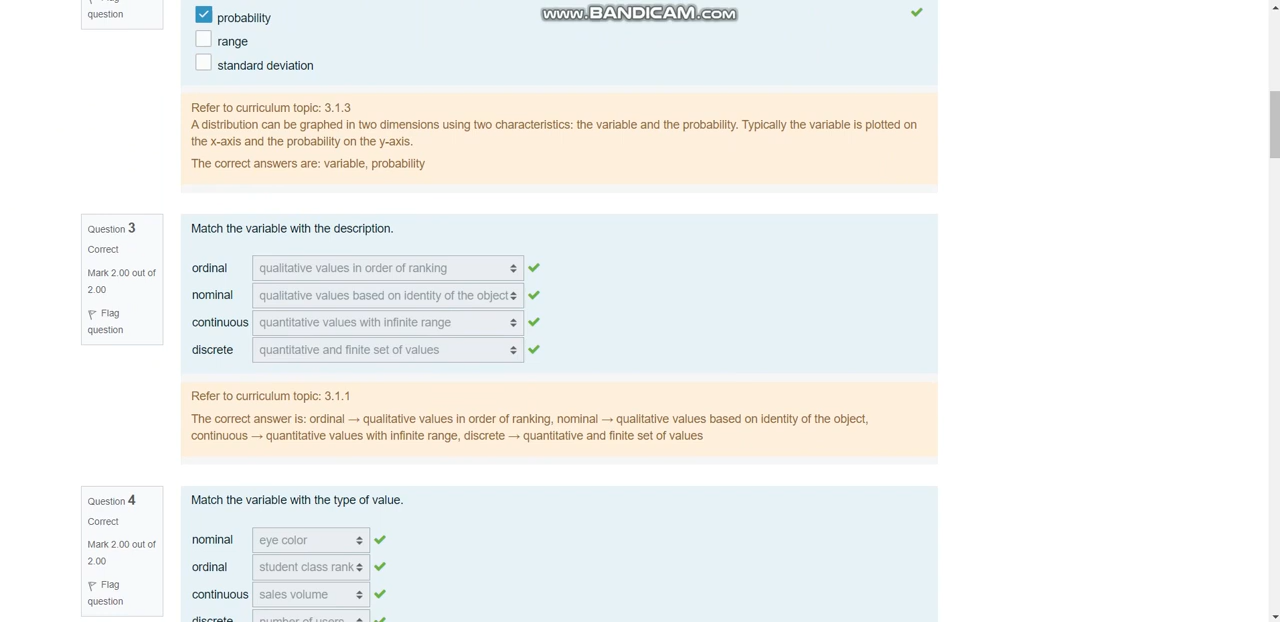 question
probability
www.BANDICAM.com
range
standard deviation
Refer to curriculum topic: 3.1.3
A distribution can be graphed in two dimensions using two characteristics: the variable and the probability. Typically the variable is plotted on
the x-axis and the probability on the y-axis.
The correct answers are: variable, probability
Question 3
Correct
Mark 2.00 out of
2.00
Flag
question
Match the variable with the description.
ordinal qualitative values in order of ranking
nominal qualitative values based on identity of the object
continuous quantitative values with infinite range
discrete quantitative and finite set of values
Refer to curriculum topic: 3.1.1
The correct answer is: ordinal → qualitative values in order of ranking, nominal → qualitative values based on identity of the object,
continuous → quantitative values with infinite range, discrete → quantitative and finite set of values
Question 4
Correct
Mark 2.00 out of
2.00
Flag
question
Match the variable with the type of value.
nominal eye color
ordinal student class rank
continuous sales volume
discrete number of users